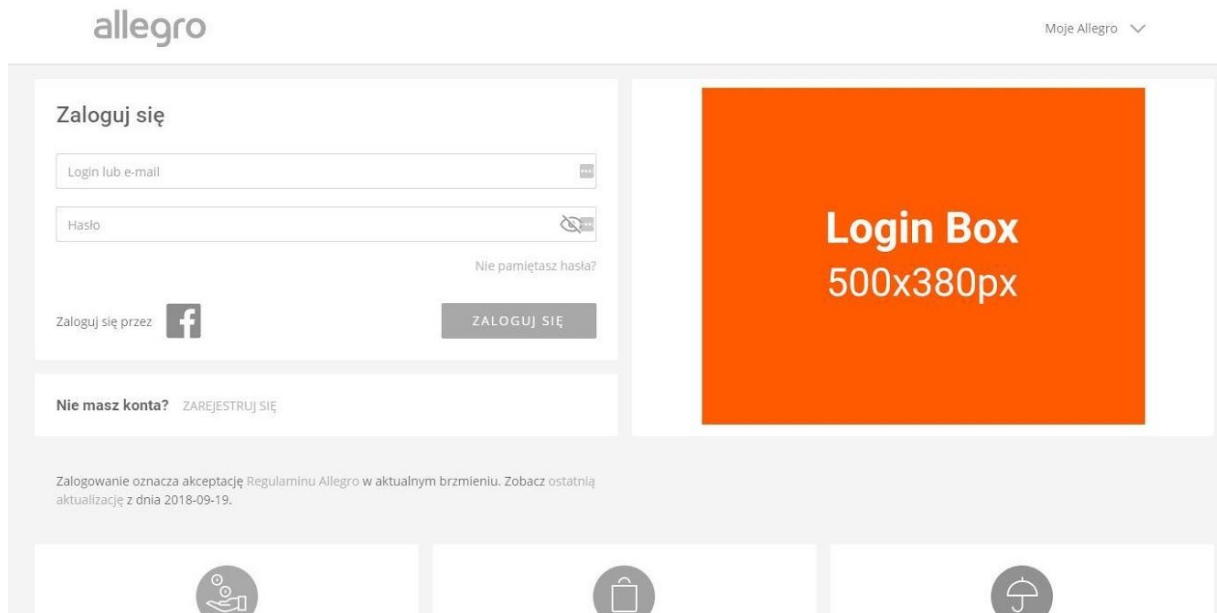 allegro
Moje Allegro
Zaloguj się
Login lub e-mail
Hasło
Nie pamiętasz hasła?
Zaloguj się przez
ZALOGUJ SIĘ
Nie masz konta? ZAREJESTRUJ SIĘ
Zalogowanie oznacza akceptację Regulaminu Allegro w aktualnym brzmieniu. Zobacz ostatnią
aktualizację z dnia 2018-09-19.
Login Box
500x380px